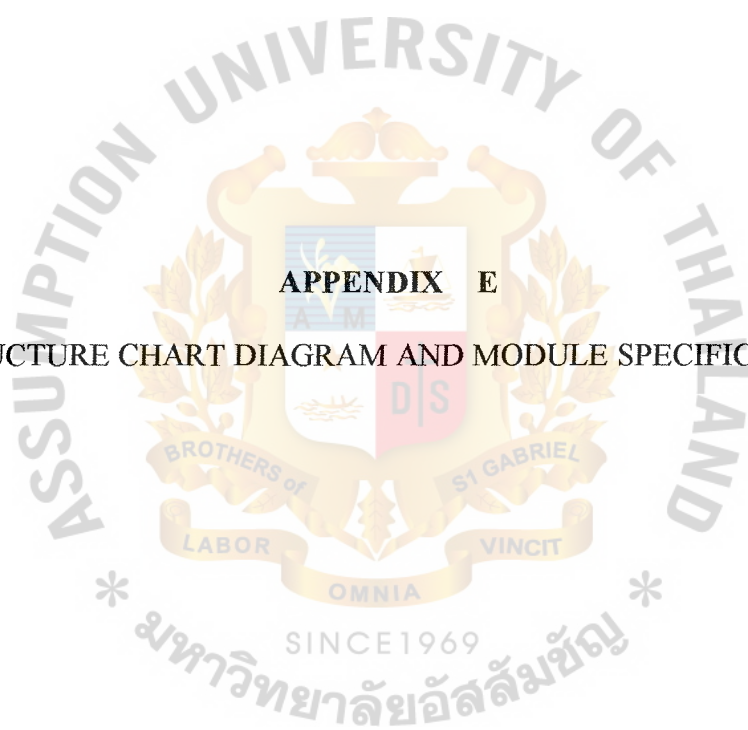 ASSUMPTION UNIVERSITY OF THAILAND
APPENDIX E
UCTURE CHART DIAGRAM AND MODULE SPECIFIC
A M
D S
BROTHERS of
ST GABRIEL
LABOR
VINCIT
OMNIA
SINCE1969
* มหาวิทยาลัยอัสสัมชัญ *